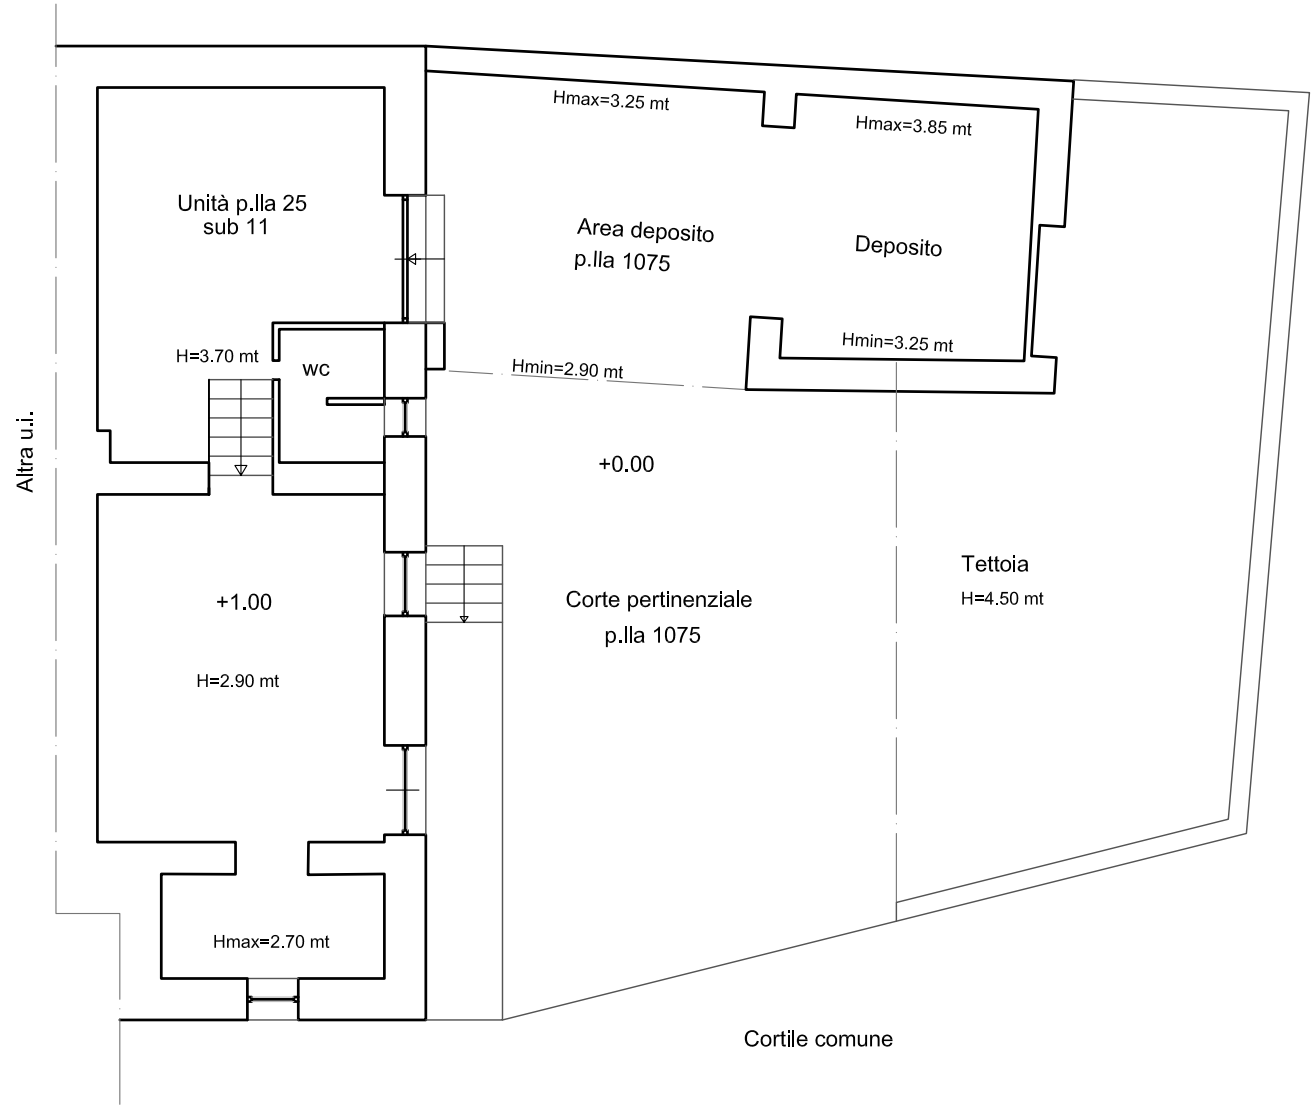 Hmax=3.25 mt
Hmax=3.85 mt
Unità p.lla 25
sub 11
Area deposito
p.lla 1075
Deposito
H=3.70 mt
wc
Hmin=2.90 mt
Hmin=3.25 mt
Altra u.i.
+0.00
+1.00
Corte pertinenziale
p.lla 1075
Tettoia
H=4.50 mt
H=2.90 mt
Hmax=2.70 mt
Cortile comune